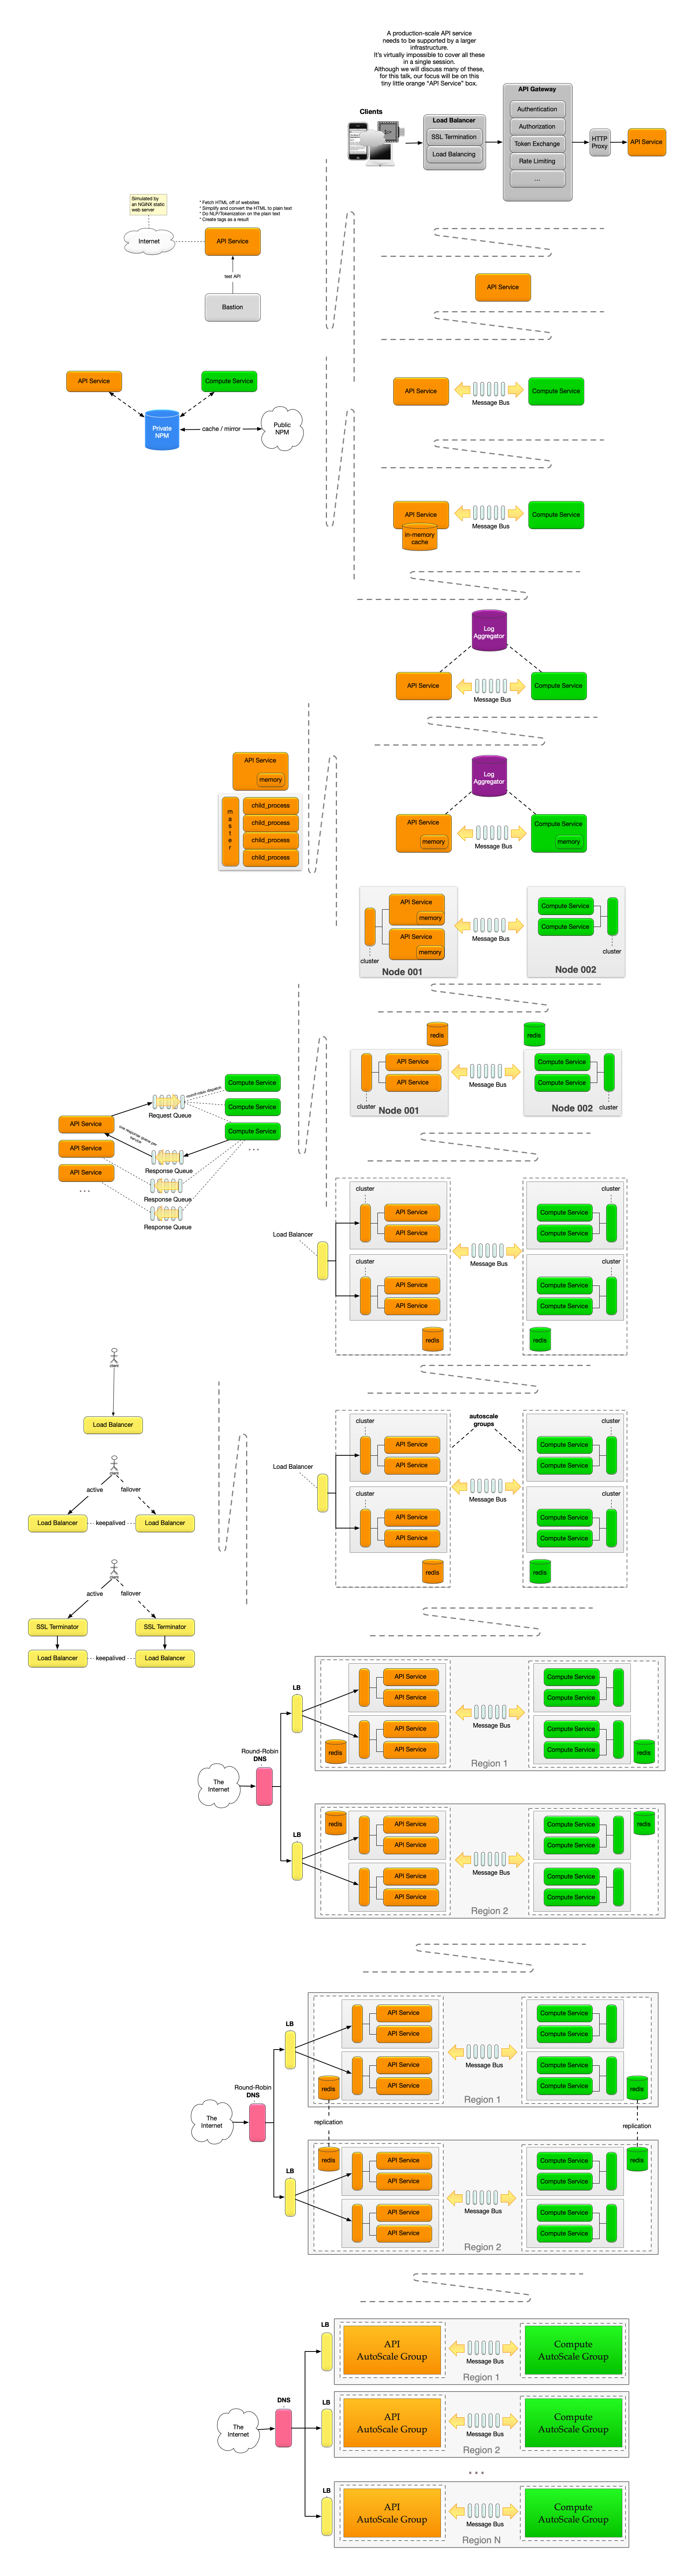 A production-scale API service
needs to be supported by a larger
infrastructure.
It's virtually impossible to cover all these
in a single session.
Although we will discuss many of these,
for this talk, our focus will be on this
tiny little orange "API Service" box.
Clients
Load Balancer
SSL Termination
Load Balancing
API Gateway
Authentication
Authorization
Token Exchange
Rate Limiting
...
HTTP
Proxy
API Service
Simulated by
an NGINX static
web server
* Fetch HTML off of websites
* Simplify and convert the HTML to plain text
* Do NLP/Tokenization on the plain text
* Create tags as a result
Internet
API Service
test API
Bastion
API Service
API Service
Compute Service
Private
NPM
cache / mirror
Public
NPM
API Service
Message Bus
Compute Service
API Service
in-memory
cache
Message Bus
Compute Service
Log
Aggregator
API Service
Message Bus
Compute Service
API Service
memory
master
child_process
child_process
child_process
child_process
Log
Aggregator
API Service
memory
Message Bus
Compute Service
memory
API Service
memory
API Service
memory
cluster
Node 001
Message Bus
Compute Service
Compute Service
cluster
Node 002
redis
redis
API Service
API Service
cluster
Node 001
Message Bus
Compute Service
Compute Service
Node 002
cluster
round-robin dispatch
Request Queue
Compute Service
Compute Service
Compute Service
...
API Service
API Service
API Service
...
one response queue per
service
Response Queue
Response Queue
Response Queue
Load Balancer
cluster
API Service
API Service
cluster
API Service
API Service
redis
Message Bus
cluster
Compute Service
Compute Service
cluster
Compute Service
Compute Service
redis
client
Load Balancer
client
active
failover
Load Balancer
keepalived
Load Balancer
client
active
failover
SSL Terminator
SSL Terminator
Load Balancer
keepalived
Load Balancer
autoscale
groups
Load Balancer
cluster
API Service
API Service
cluster
API Service
API Service
redis
Message Bus
cluster
Compute Service
Compute Service
cluster
Compute Service
Compute Service
redis
The
Internet
Round-Robin
DNS
LB
API Service
API Service
API Service
API Service
redis
Message Bus
Region 1
Compute Service
Compute Service
Compute Service
Compute Service
redis
LB
redis
API Service
API Service
API Service
API Service
Message Bus
Region 2
Compute Service
Compute Service
Compute Service
Compute Service
redis
The
Internet
Round-Robin
DNS
LB
API Service
API Service
API Service
API Service
redis
Message Bus
Region 1
Compute Service
Compute Service
Compute Service
Compute Service
redis
replication
replication
LB
redis
API Service
API Service
API Service
API Service
Message Bus
Region 2
Compute Service
Compute Service
Compute Service
Compute Service
redis
The
Internet
DNS
LB
API
AutoScale Group
Message Bus
Region 1
Compute
AutoScale Group
LB
API
AutoScale Group
Message Bus
Region 2
Compute
AutoScale Group
...
LB
API
AutoScale Group
Message Bus
Region N
Compute
AutoScale Group